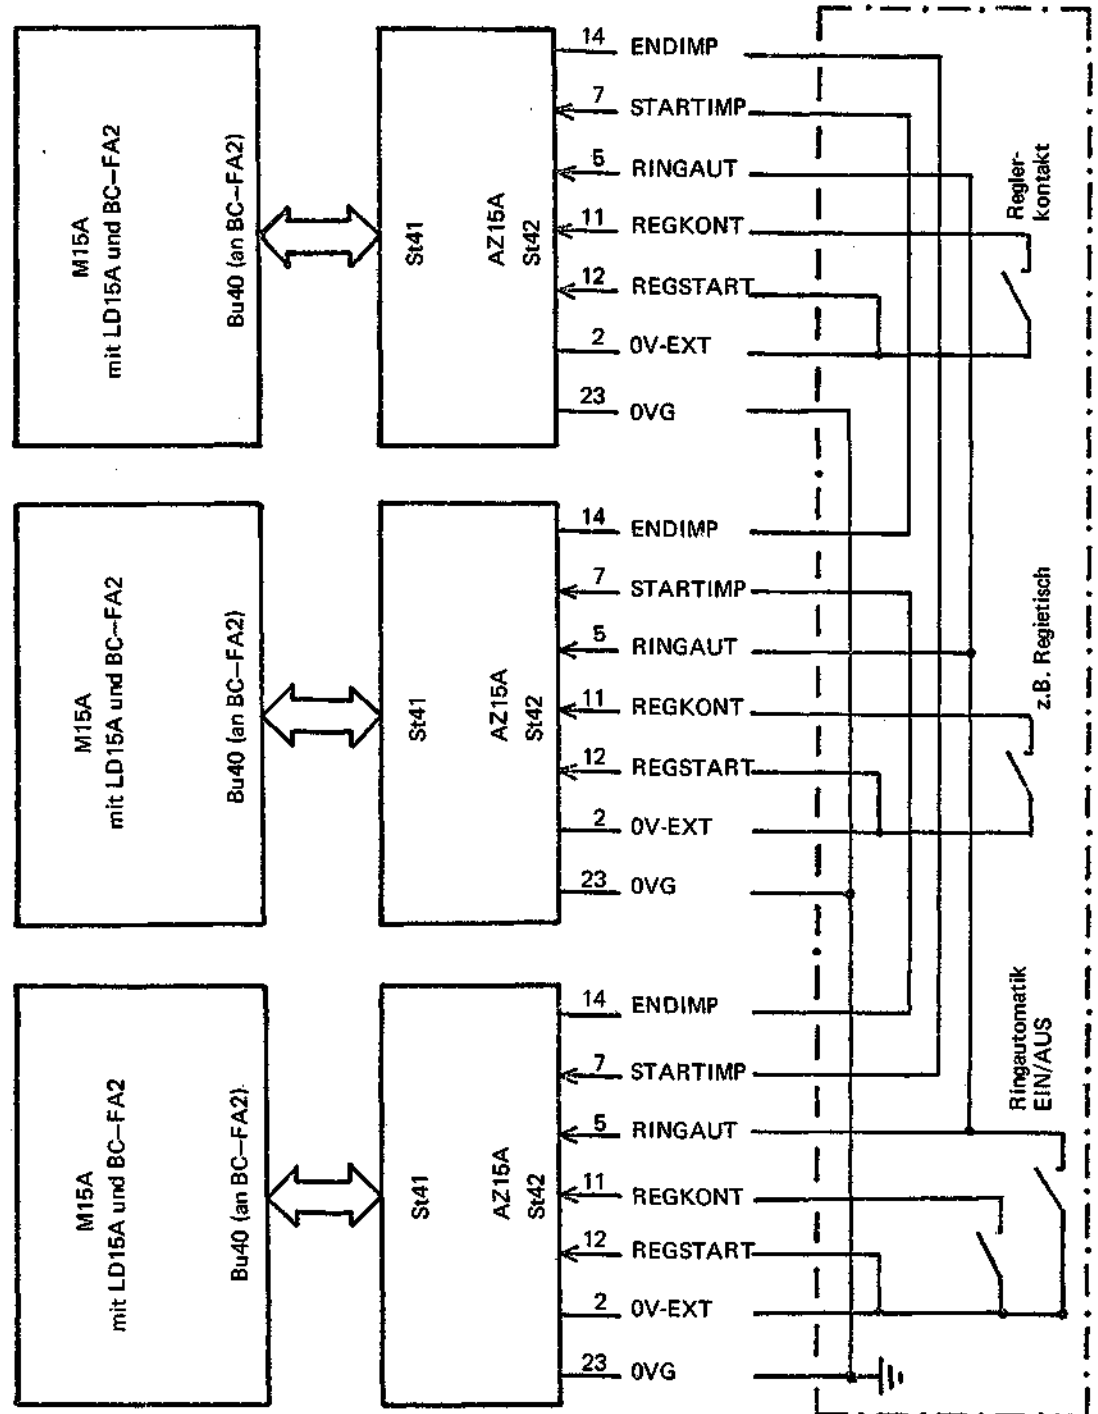 M15A
mit LD15A und BC–FA2
Bu40 (an BC–FA2)
St41
AZ15A
St42
14 ENDIMP
7 STARTIMP
5 RINGAUT
11 REGKONT
12 REGSTART
2 0V-EXT
23 0VG
Regler-
kontakt
M15A
mit LD15A und BC–FA2
Bu40 (an BC–FA2)
St41
AZ15A
St42
14 ENDIMP
7 STARTIMP
5 RINGAUT
11 REGKONT
12 REGSTART
2 0V-EXT
23 0VG
z.B. Regietisch
M15A
mit LD15A und BC–FA2
Bu40 (an BC–FA2)
St41
AZ15A
St42
14 ENDIMP
7 STARTIMP
5 RINGAUT
11 REGKONT
12 REGSTART
2 0V-EXT
23 0VG
Ringautomatik
EIN/AUS